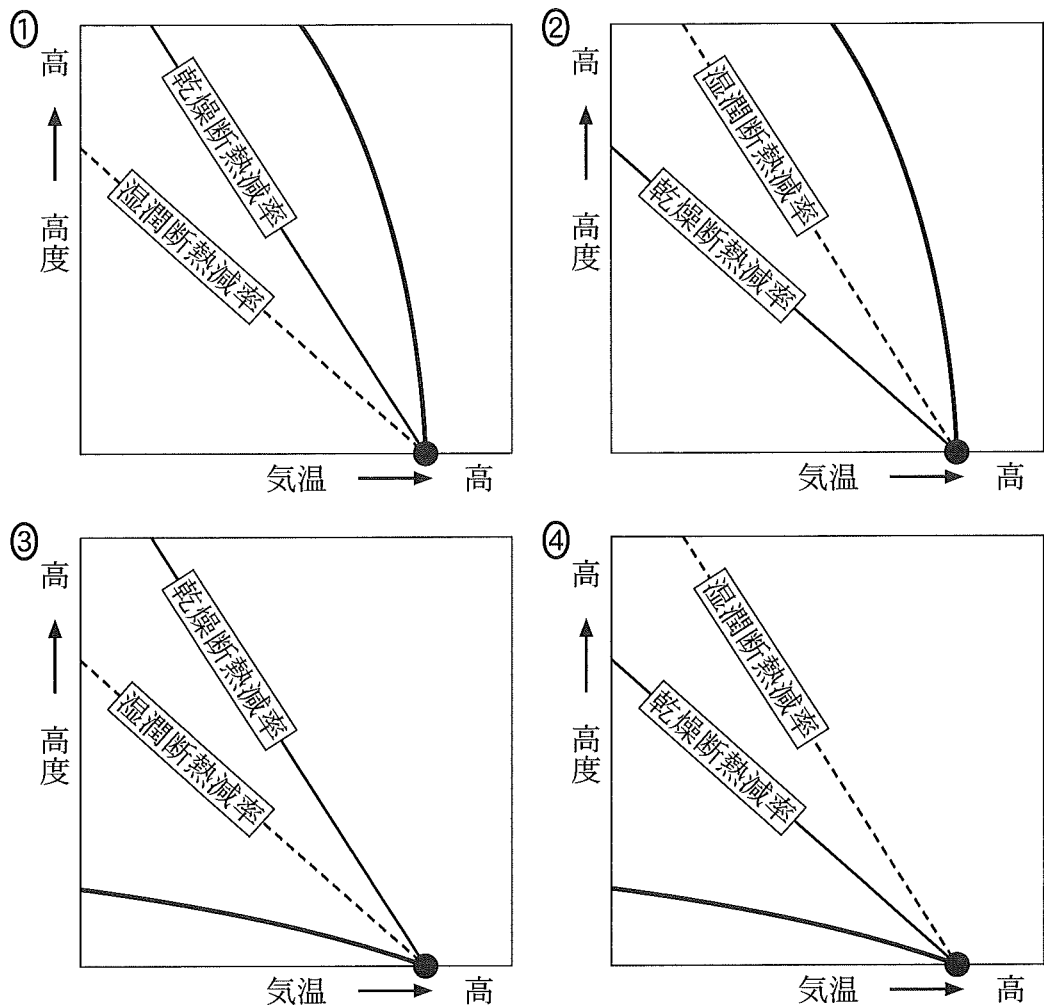 ①
高
高度
乾燥断熱減率
湿潤断熱減率
気温
高
②
高
高度
湿潤断熱減率
乾燥断熱減率
気温
高
③
高
高度
乾燥断熱減率
湿潤断熱減率
気温
高
④
高
高度
湿潤断熱減率
乾燥断熱減率
気温
高